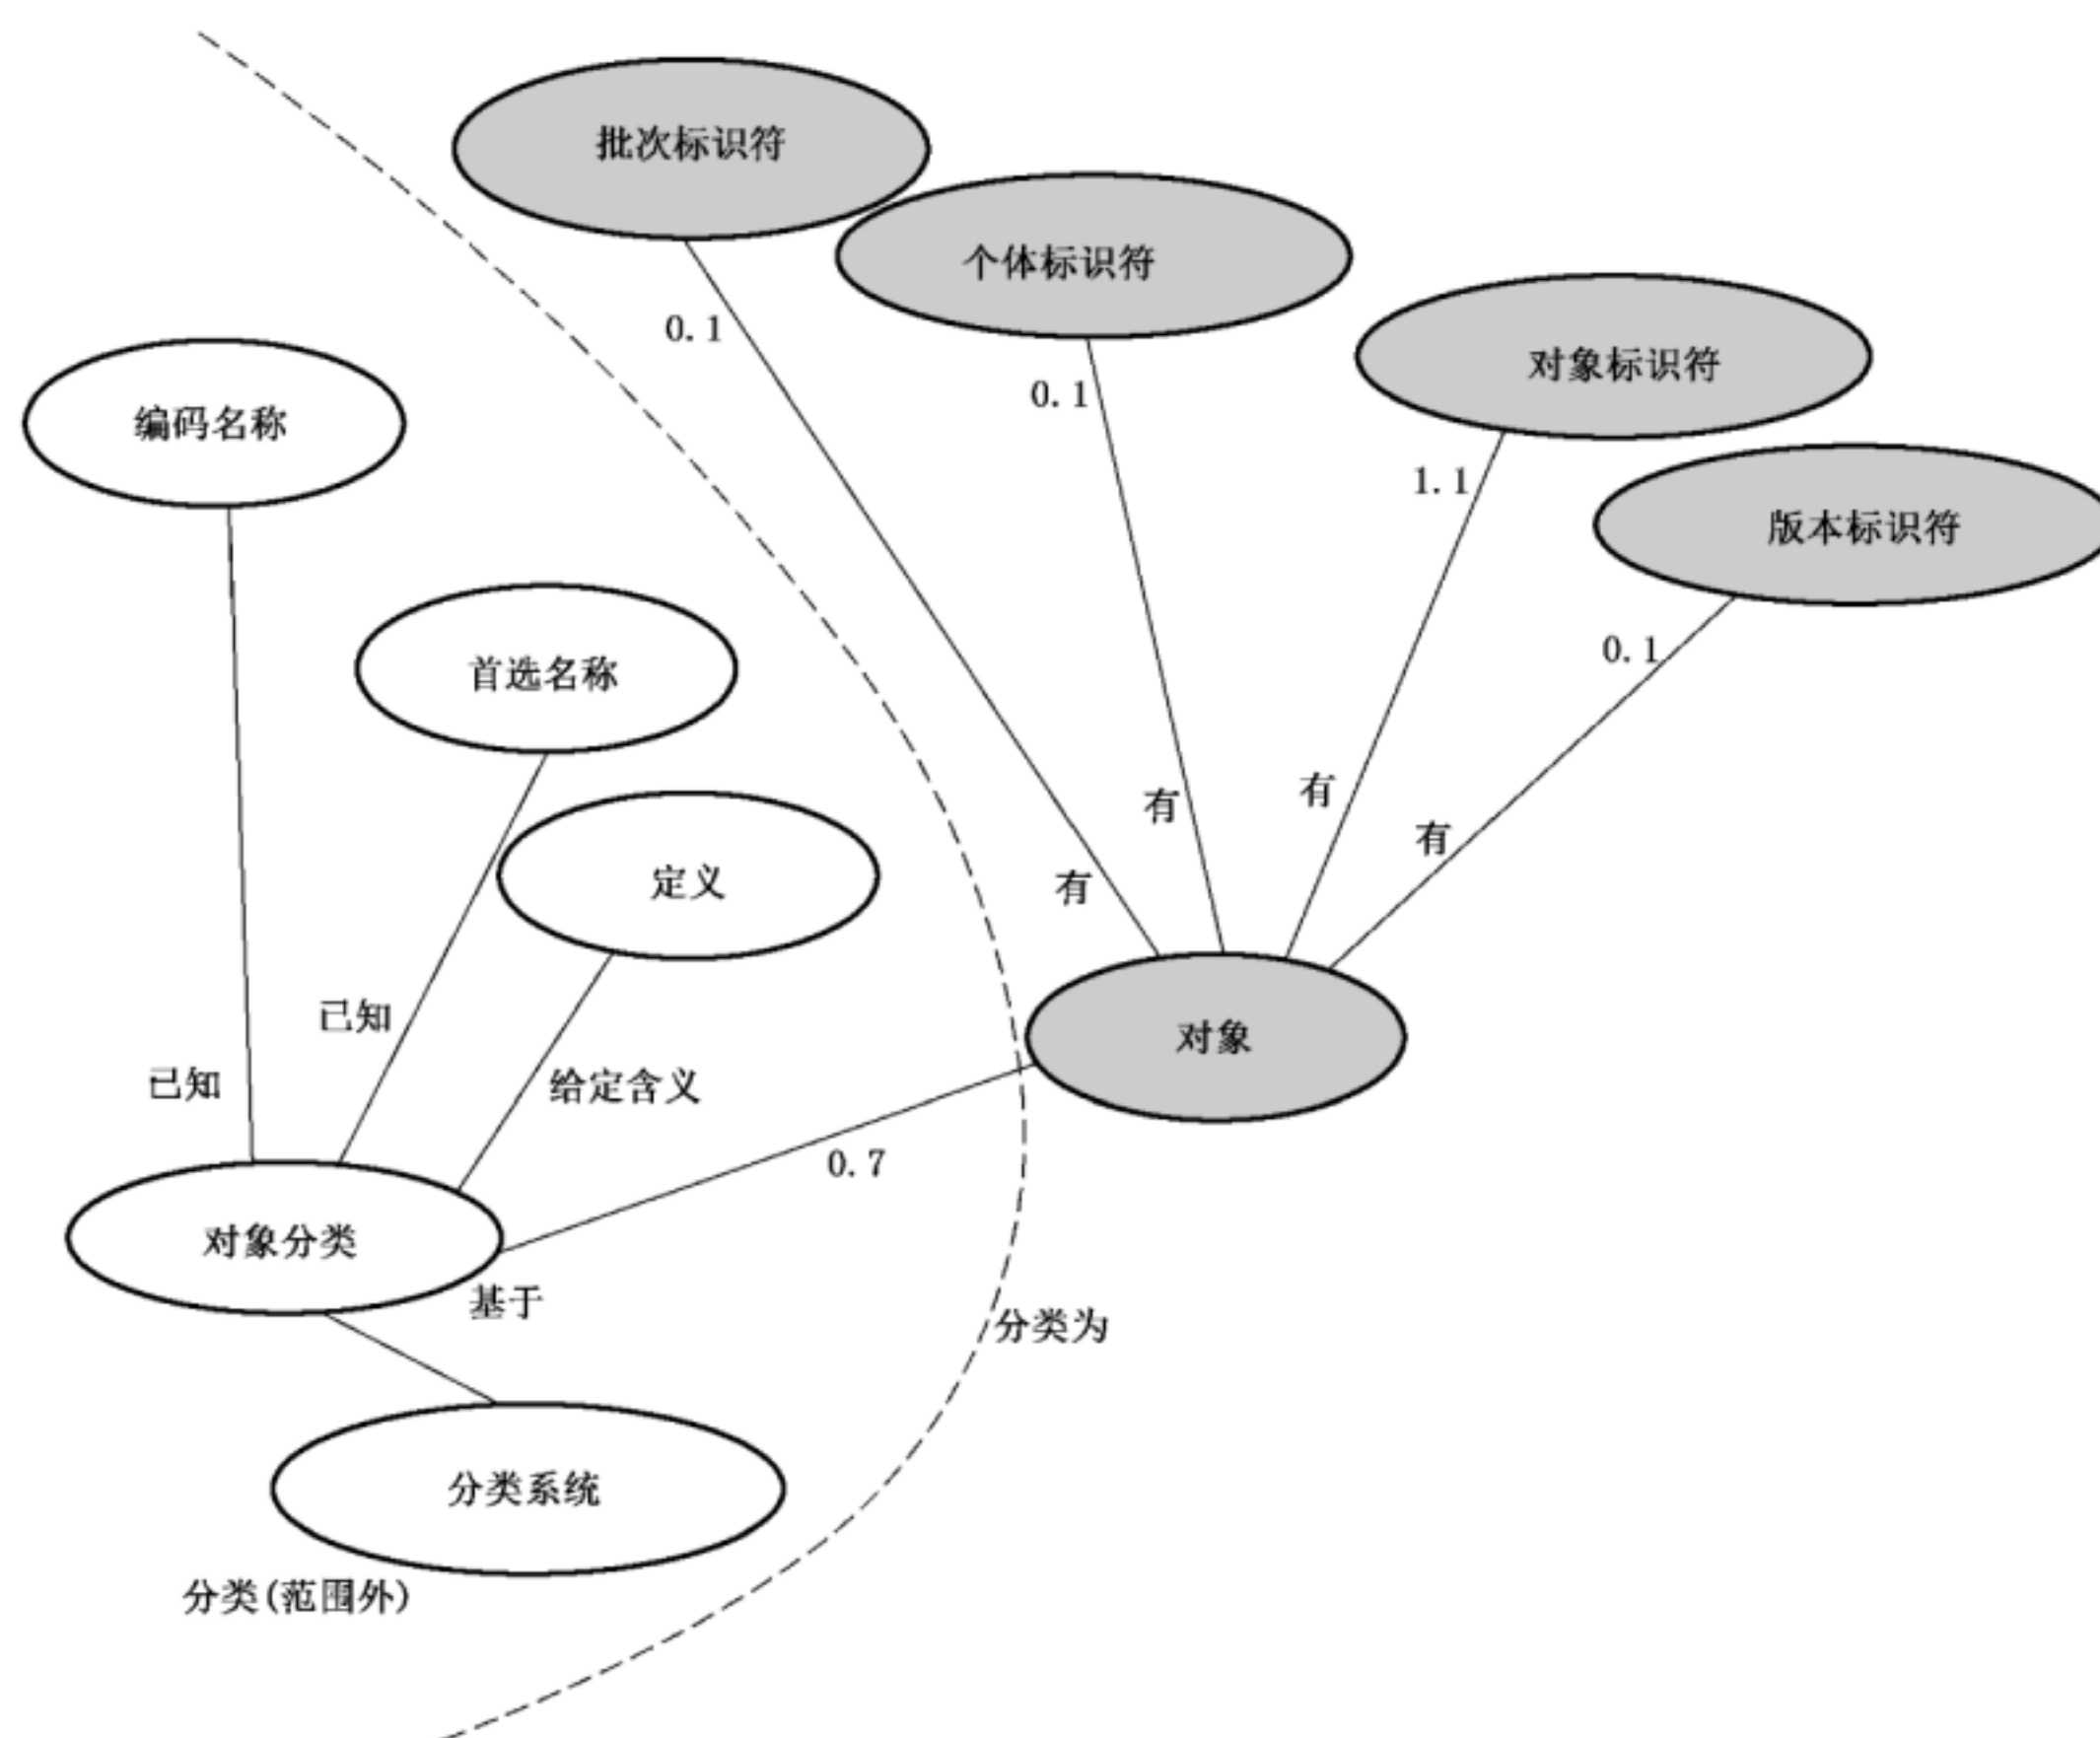 批次标识符
个体标识符
0.1
对象标识符
0.1
编码名称
1.1
版本标识符
0.1
首选名称
有
有
有
定义
有
已知
对象
已知
给定含义
0.7
对象分类
基于
分类为
分类系统
分类(范围外)